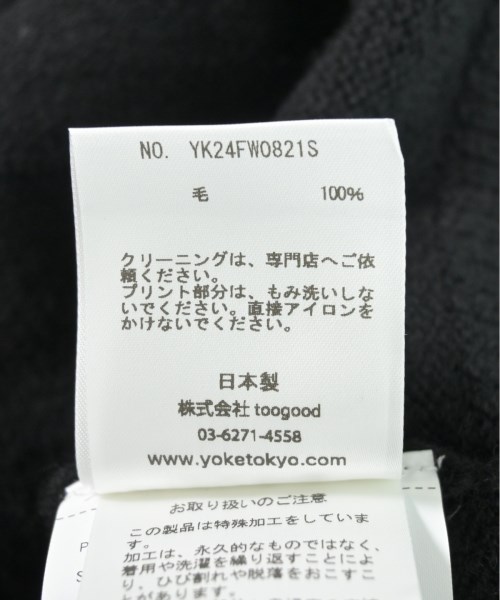 NO. YK24FW0821S
毛 100%
クリーニングは、専門店へご依
頼ください。
プリント部分は、もみ洗いしな
いでください。直接アイロンを
かけないでください。
日本製
株式会社 toogood
03-6271-4558
www.yoketokyo.com
お取り扱いのご注意
この製品は特殊加工をしていま
す。
加工は、永久的なものではなく、
着用や洗濯を繰り返すことによ
り、ひび割れや脱落をおこすこ
とがあります。
P
S